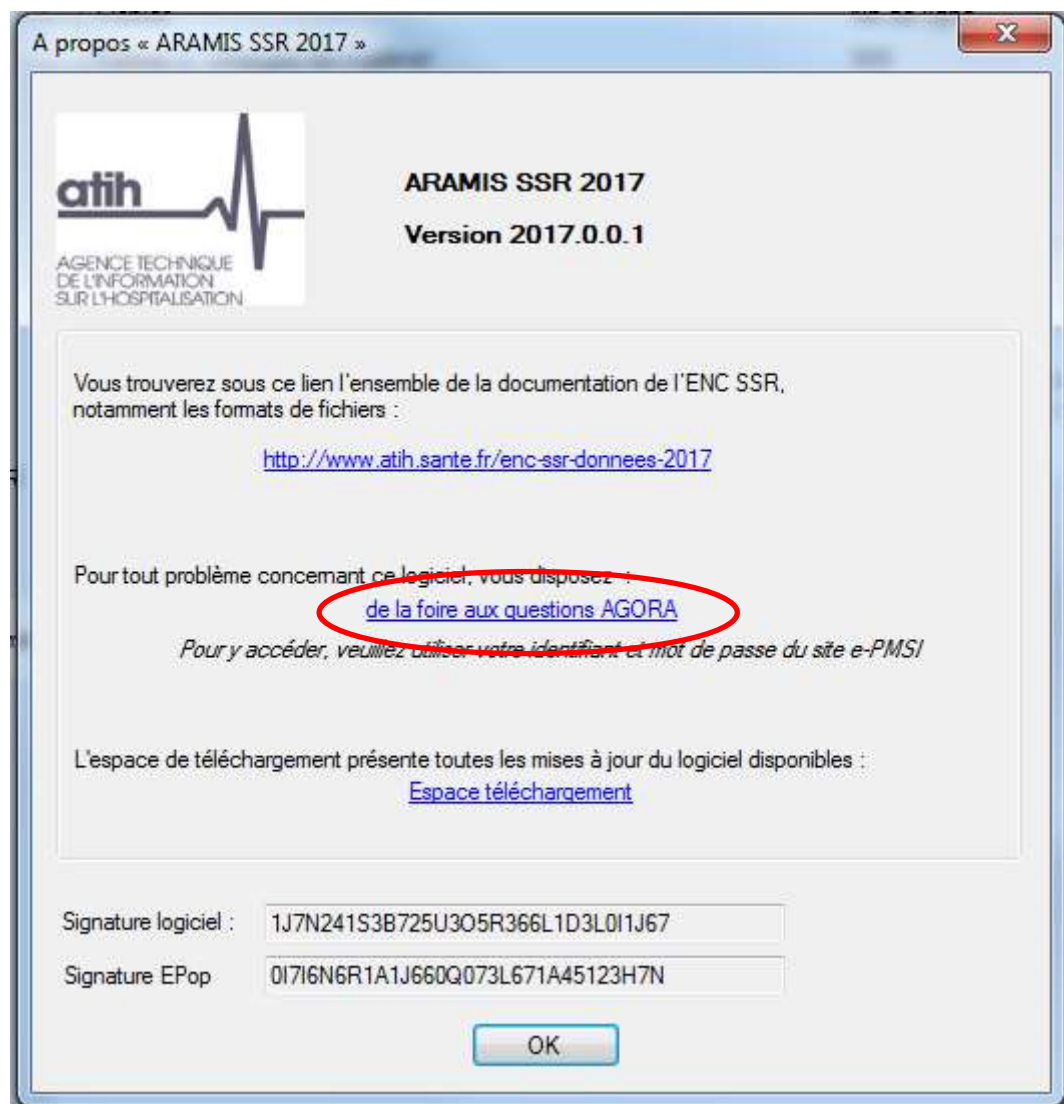 A propos « ARAMIS SSR 2017 »
atih
AGENCE TECHNIQUE
DE L'INFORMATION
SUR L'HOSPITALISATION
ARAMIS SSR 2017
Version 2017.0.0.1
Vous trouverez sous ce lien l'ensemble de la documentation de l'ENC SSR,
notamment les formats de fichiers :
http://www.atih.sante.fr/enc-ssr-donnees-2017
Pour tout problème concernant ce logiciel, vous disposez :
de la foire aux questions AGORA
Pour y accéder, veuillez utiliser votre identifiant et mot de passe du site e-PMSI
L'espace de téléchargement présente toutes les mises à jour du logiciel disponibles :
Espace téléchargement
Signature logiciel : 1J7N241S3B725U3O5R366L1D3L0I1J67
Signature EPop 0I7I6N6R1A1J660Q073L671A45123H7N
OK